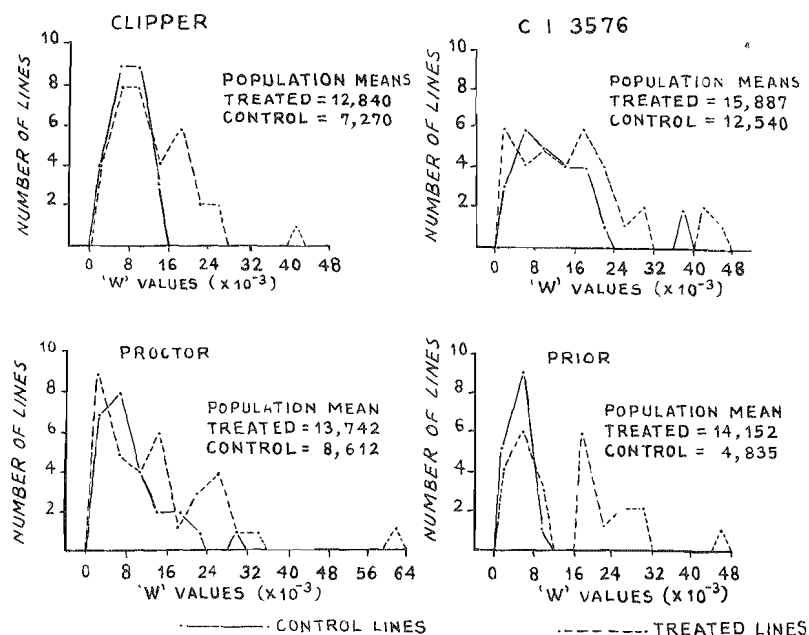 CLIPPER
NUMBER OF LINES
10
8
6
4
2
POPULATION MEANS
TREATED = 12,840
CONTROL = 7,270
0 8 16 24 32 40 48
'W' VALUES (×10⁻³)
C I 3576
NUMBER OF LINES
10
8
6
4
2
POPULATION MEANS
TREATED = 15,887
CONTROL = 12,540
0 8 16 24 32 40 48
'W' VALUES (×10⁻³)
PROCTOR
NUMBER OF LINES
10
8
6
4
2
POPULATION MEAN
TREATED = 13,742
CONTROL = 8,612
0 8 16 24 32 40 48 56 64
'W' VALUES (×10⁻³)
PRIOR
NUMBER OF LINES
10
8
6
4
2
POPULATION MEAN
TREATED = 14,152
CONTROL = 4,835
0 8 16 24 32 40 48
'W' VALUES (×10⁻³)
CONTROL LINES
TREATED LINES